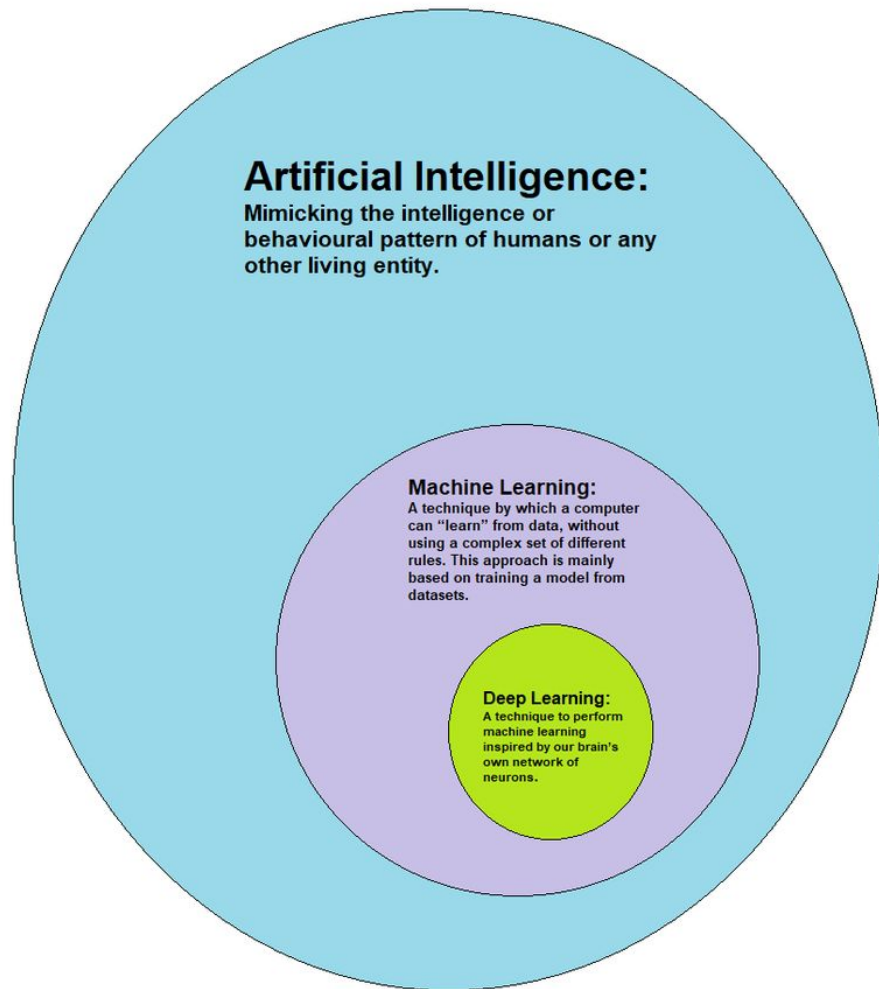 Artificial Intelligence:
Mimicking the intelligence or
behavioural pattern of humans or any
other living entity.
Machine Learning:
A technique by which a computer
can “learn” from data, without
using a complex set of different
rules. This approach is mainly
based on training a model from
datasets.
Deep Learning:
A technique to perform
machine learning
inspired by our brain's
own network of
neurons.